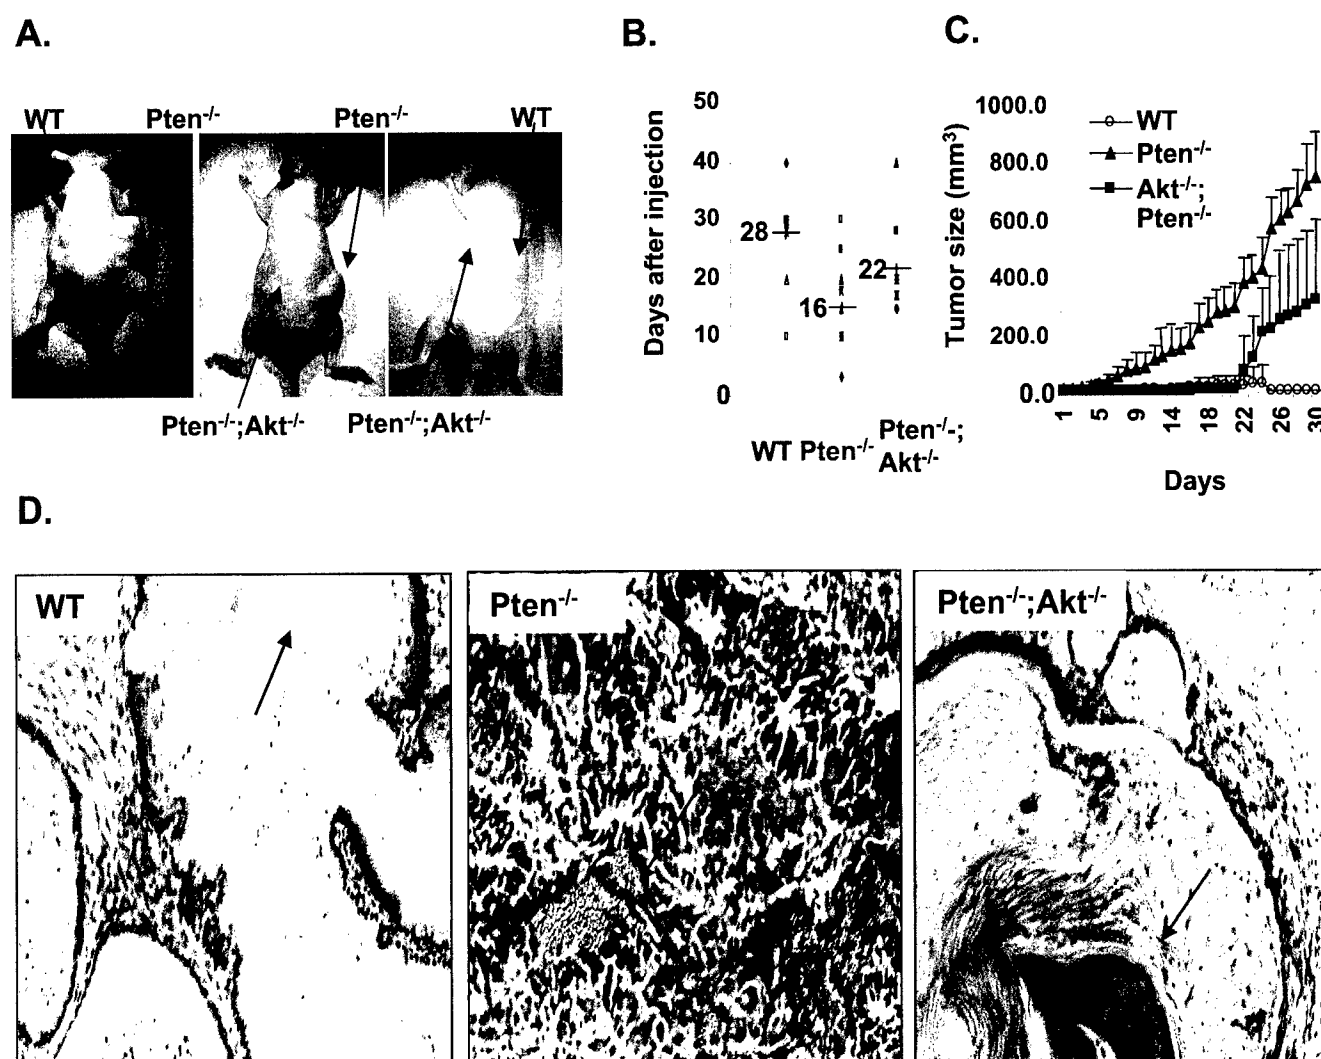 A.
B.
C.
WT Pten-/- Pten-/- WT
Pten-/-;Akt-/- Pten-/-;Akt-/-
Days after injection
50
40
30
28
20
22
16
10
0
WT Pten-/- Pten-/-;
Akt-/-
Tumor size (mm³)
1000.0
800.0
600.0
400.0
200.0
0.0
WT
Pten-/-
Akt-/-;
Pten-/-
1 5 9 14 18 22 26 30
Days
D.
WT
Pten-/-
Pten-/-;Akt-/-